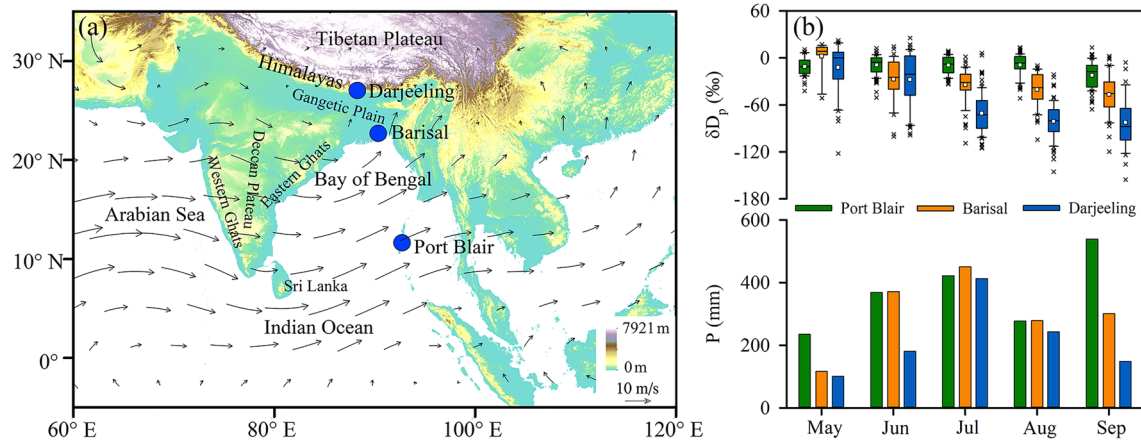 (a)
30° N
20° N
10° N
0°
60° E
80° E
100° E
120° E
Tibetan Plateau
Himalayas
Darjeeling
Gangetic Plain
Barisal
Deccan Plateau
Eastern Ghats
Western Ghats
Bay of Bengal
Arabian Sea
Port Blair
Sri Lanka
Indian Ocean
7921 m
0 m
10 m/s
(b)
δDp (‰)
60
0
-60
-120
-180
Port Blair Barisal Darjeeling
P (mm)
600
400
200
0
May Jun Jul Aug Sep